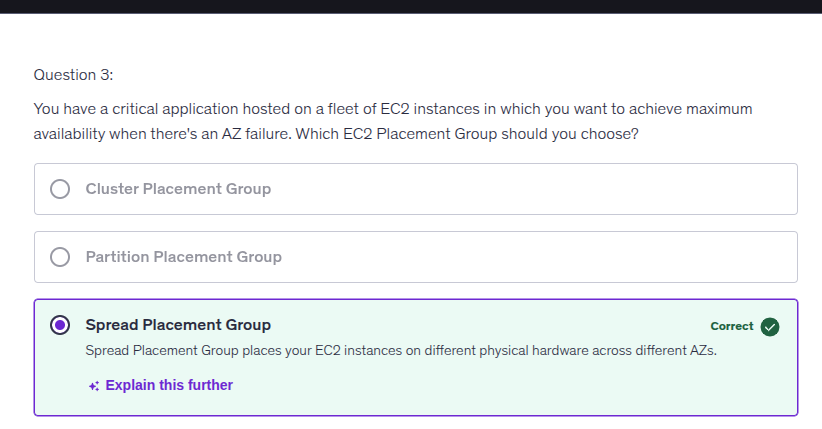 Question 3:
You have a critical application hosted on a fleet of EC2 instances in which you want to achieve maximum
availability when there's an AZ failure. Which EC2 Placement Group should you choose?
Cluster Placement Group
Partition Placement Group
Spread Placement Group
Correct
Spread Placement Group places your EC2 instances on different physical hardware across different AZs.
Explain this further